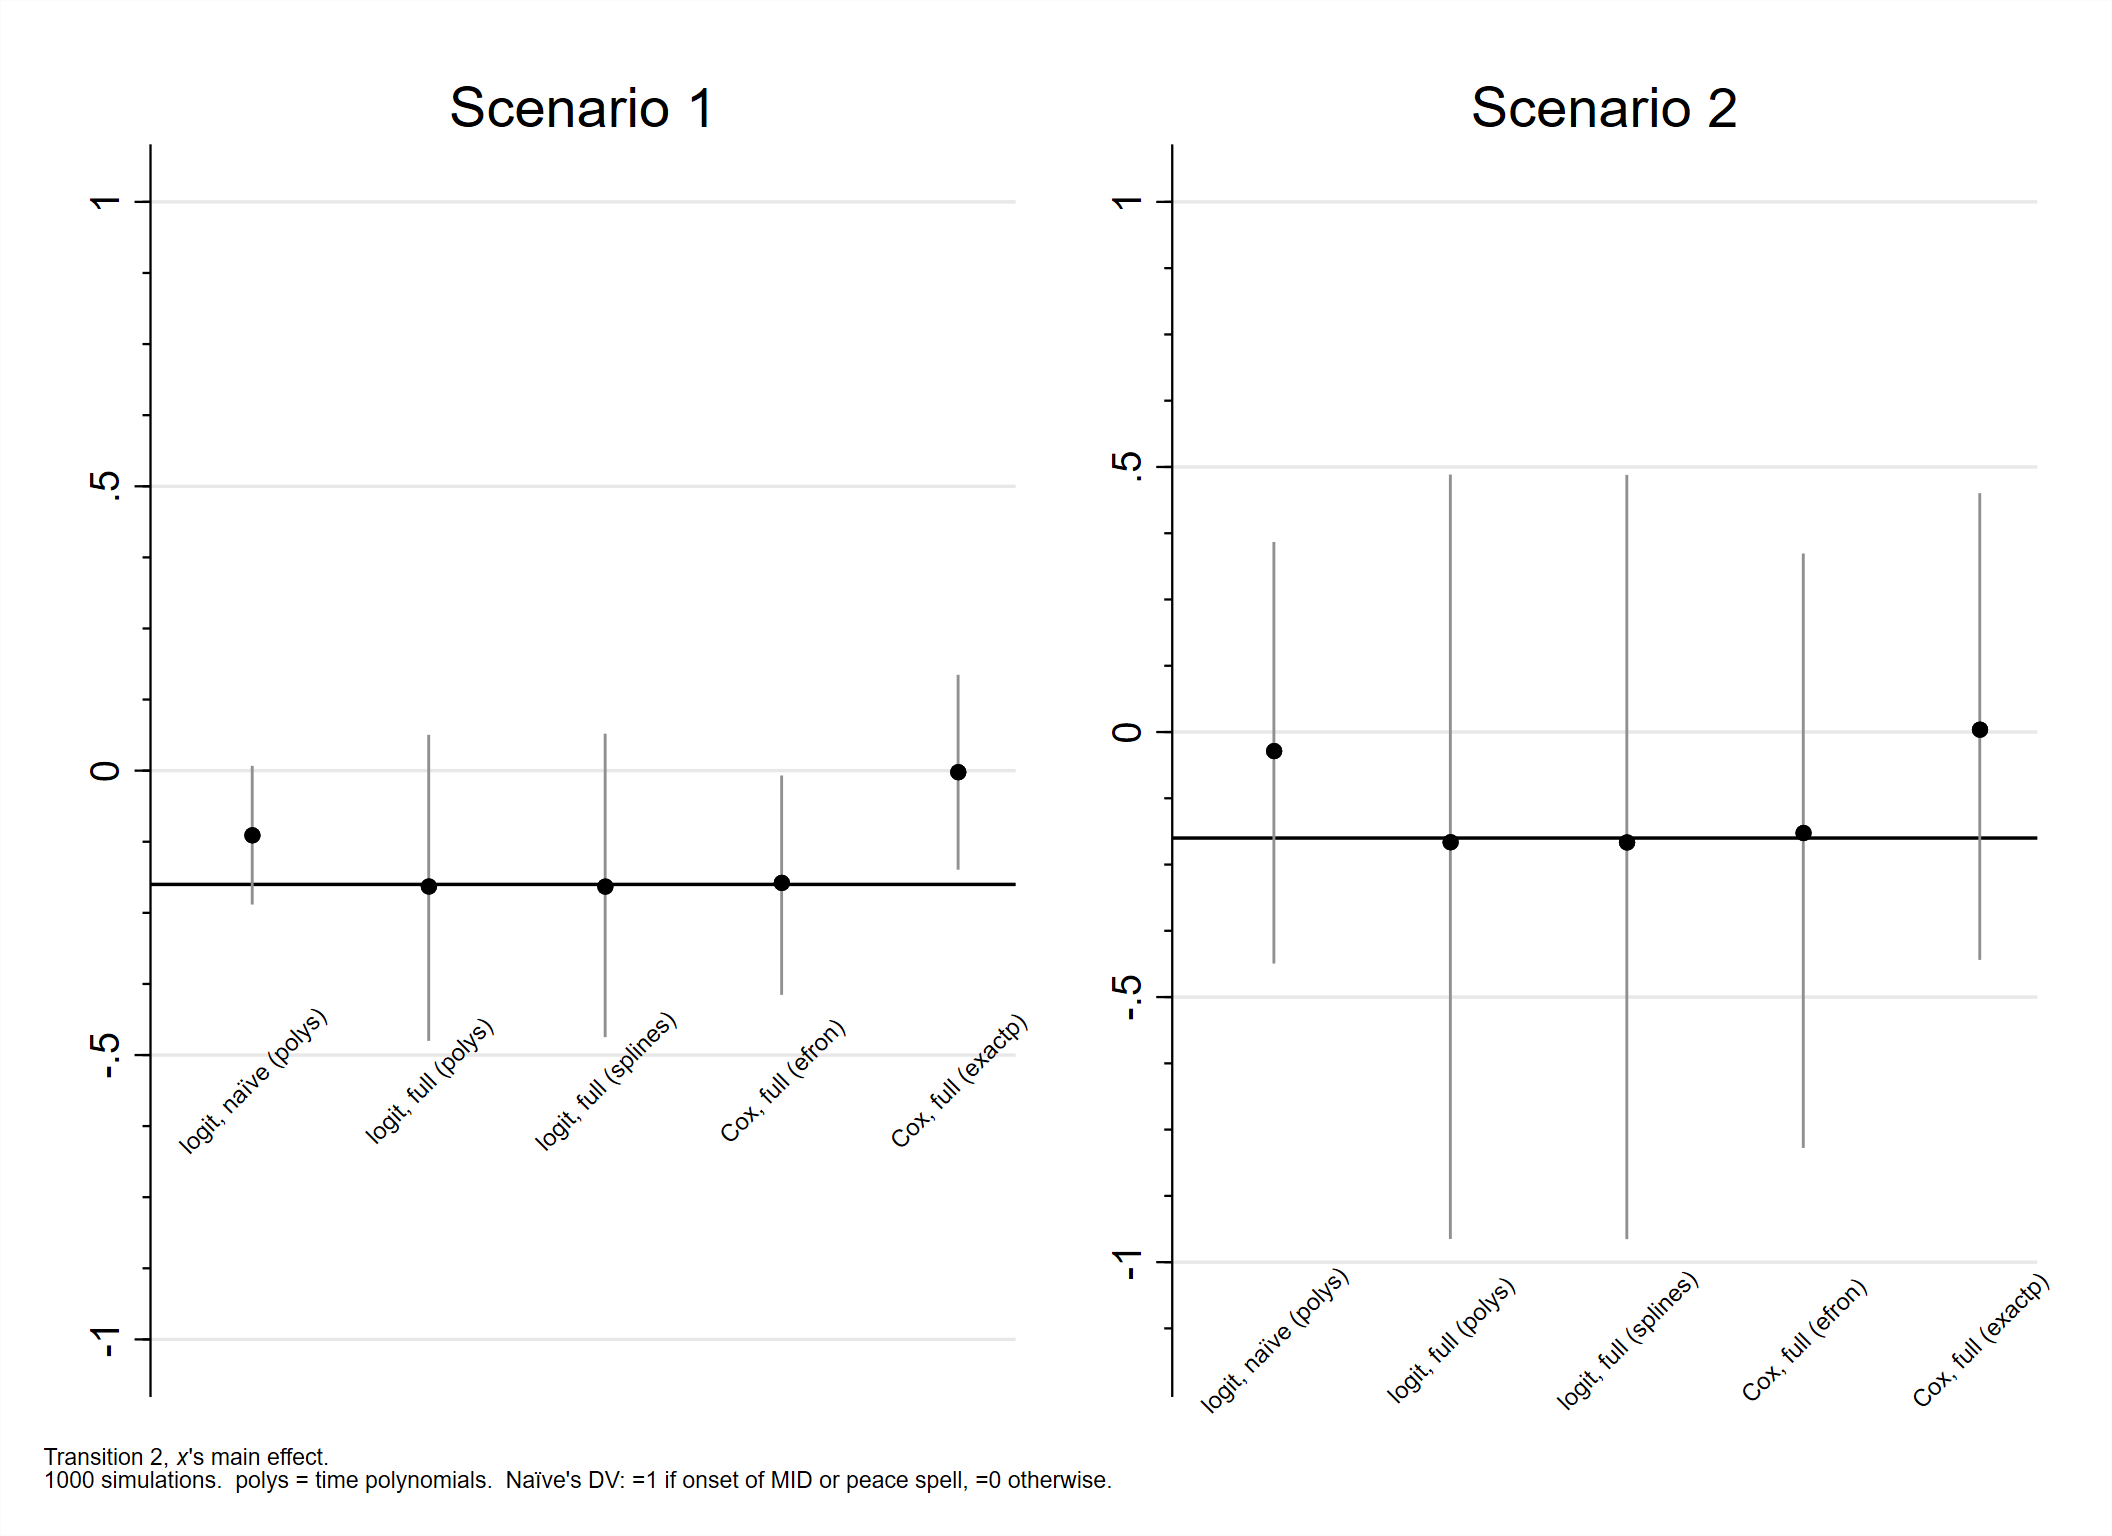 Scenario 1
1
.5
0
-.5
-1
logit, naïve (polys)
logit, full (polys)
logit, full (splines)
Cox, full (efron)
Cox, full (exactp)
Scenario 2
1
.5
0
-.5
-1
logit, naïve (polys)
logit, full (polys)
logit, full (splines)
Cox, full (efron)
Cox, full (exactp)
Transition 2, x's main effect.
1000 simulations.  polys = time polynomials.  Naïve's DV: =1 if onset of MID or peace spell, =0 otherwise.